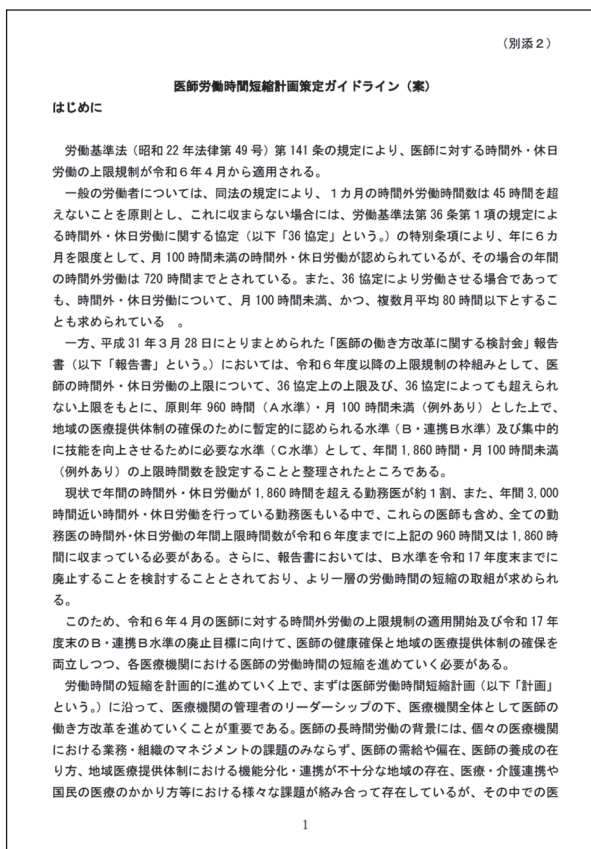 （別添２）
医師労働時間短縮計画策定ガイドライン（案）
はじめに
労働基準法（昭和 22 年法律第 49 号）第 141 条の規定により、医師に対する時間外・休日
労働の上限規制が令和６年４月から適用される。
一般の労働者については、同法の規定により、１カ月の時間外労働時間数は 45 時間を超
えないことを原則とし、これに収まらない場合には、労働基準法第 36 条第１項の規定によ
る時間外・休日労働に関する協定（以下「36 協定」という。）の特別条項により、年に６カ
月を限度として、月 100 時間未満の時間外・休日労働が認められているが、その場合の年間
の時間外労働は 720 時間までとされている。また、36 協定により労働させる場合であって
も、時間外・休日労働について、月 100 時間未満、かつ、複数月平均 80 時間以下とするこ
とも求められている　。
一方、平成 31 年３月 28 日にとりまとめられた「医師の働き方改革に関する検討会」報告
書（以下「報告書」という。）においては、令和６年度以降の上限規制の枠組みとして、医
師の時間外・休日労働の上限について、36 協定上の上限及び、36 協定によっても超えられ
ない上限をもとに、原則年 960 時間（Ａ水準）・月 100 時間未満（例外あり）とした上で、
地域の医療提供体制の確保のために暫定的に認められる水準（Ｂ・連携Ｂ水準）及び集中的
に技能を向上させるために必要な水準（Ｃ水準）として、年間 1,860 時間・月 100 時間未満
（例外あり）の上限時間数を設定することと整理されたところである。
現状で年間の時間外・休日労働が 1,860 時間を超える勤務医が約１割、また、年間 3,000
時間近い時間外・休日労働を行っている勤務医もいる中で、これらの医師も含め、全ての勤
務医の時間外・休日労働の年間上限時間数が令和６年度までに上記の 960 時間又は 1,860 時
間に収まっている必要がある。さらに、報告書においては、Ｂ水準を令和 17 年度末までに
廃止することを検討することとされており、より一層の労働時間の短縮の取組が求められ
る。
このため、令和６年４月の医師に対する時間外労働の上限規制の適用開始及び令和 17 年
度末のＢ・連携Ｂ水準の廃止目標に向けて、医師の健康確保と地域の医療提供体制の確保を
両立しつつ、各医療機関における医師の労働時間の短縮を進めていく必要がある。
労働時間の短縮を計画的に進めていく上で、まずは医師労働時間短縮計画（以下「計画」
という。）に沿って、医療機関の管理者のリーダーシップの下、医療機関全体として医師の
働き方改革を進めていくことが重要である。医師の長時間労働の背景には、個々の医療機関
における業務・組織のマネジメントの課題のみならず、医師の需給や偏在、医師の養成の在
り方、地域医療提供体制における機能分化・連携が不十分な地域の存在、医療・介護連携や
国民の医療のかかり方等における様々な課題が絡み合って存在しているが、その中での医
1